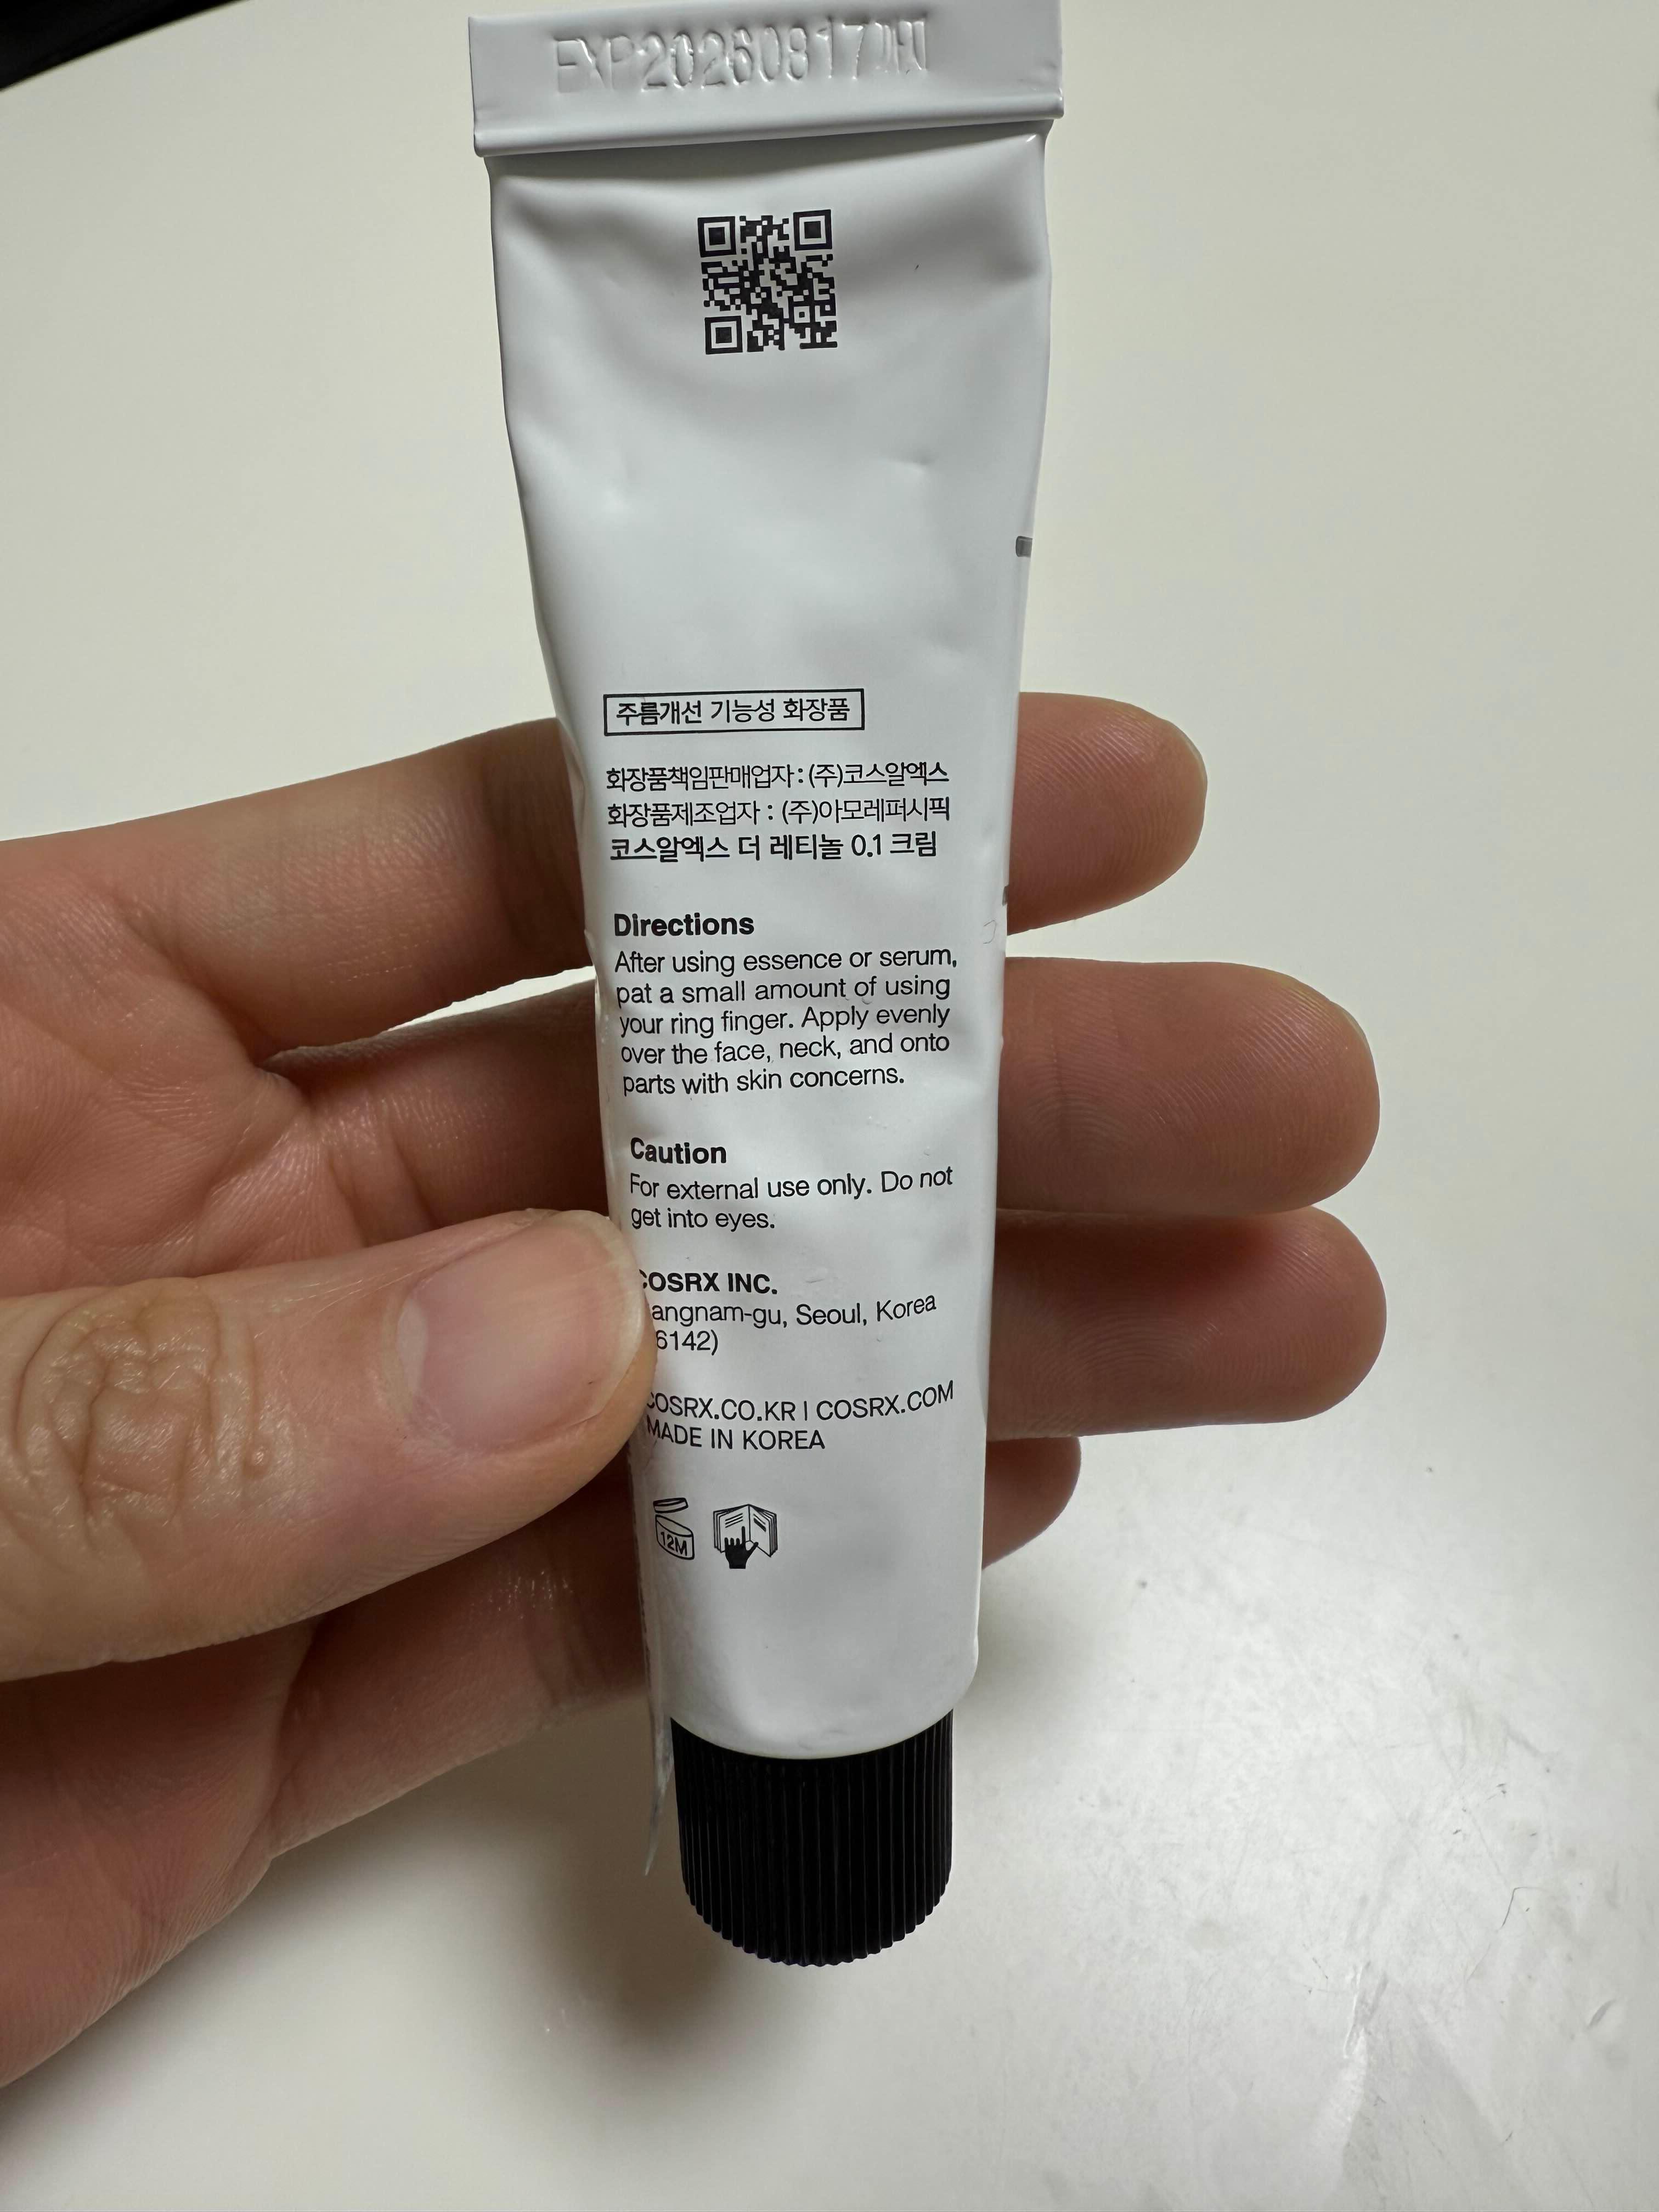 EXP20260817
주름개선 기능성 화장품
화장품책임판매업자 : (주)코스알엑스
화장품제조업자 : (주)아모레퍼시픽
코스알엑스 더 레티놀 0.1 크림
Directions
After using essence or serum,
pat a small amount of using
your ring finger. Apply evenly
over the face, neck, and onto
parts with skin concerns.
Caution
For external use only. Do not
get into eyes.
COSRX INC.
angnam-gu, Seoul, Korea
6142)
COSRX.CO.KR | COSRX.COM
MADE IN KOREA
12M